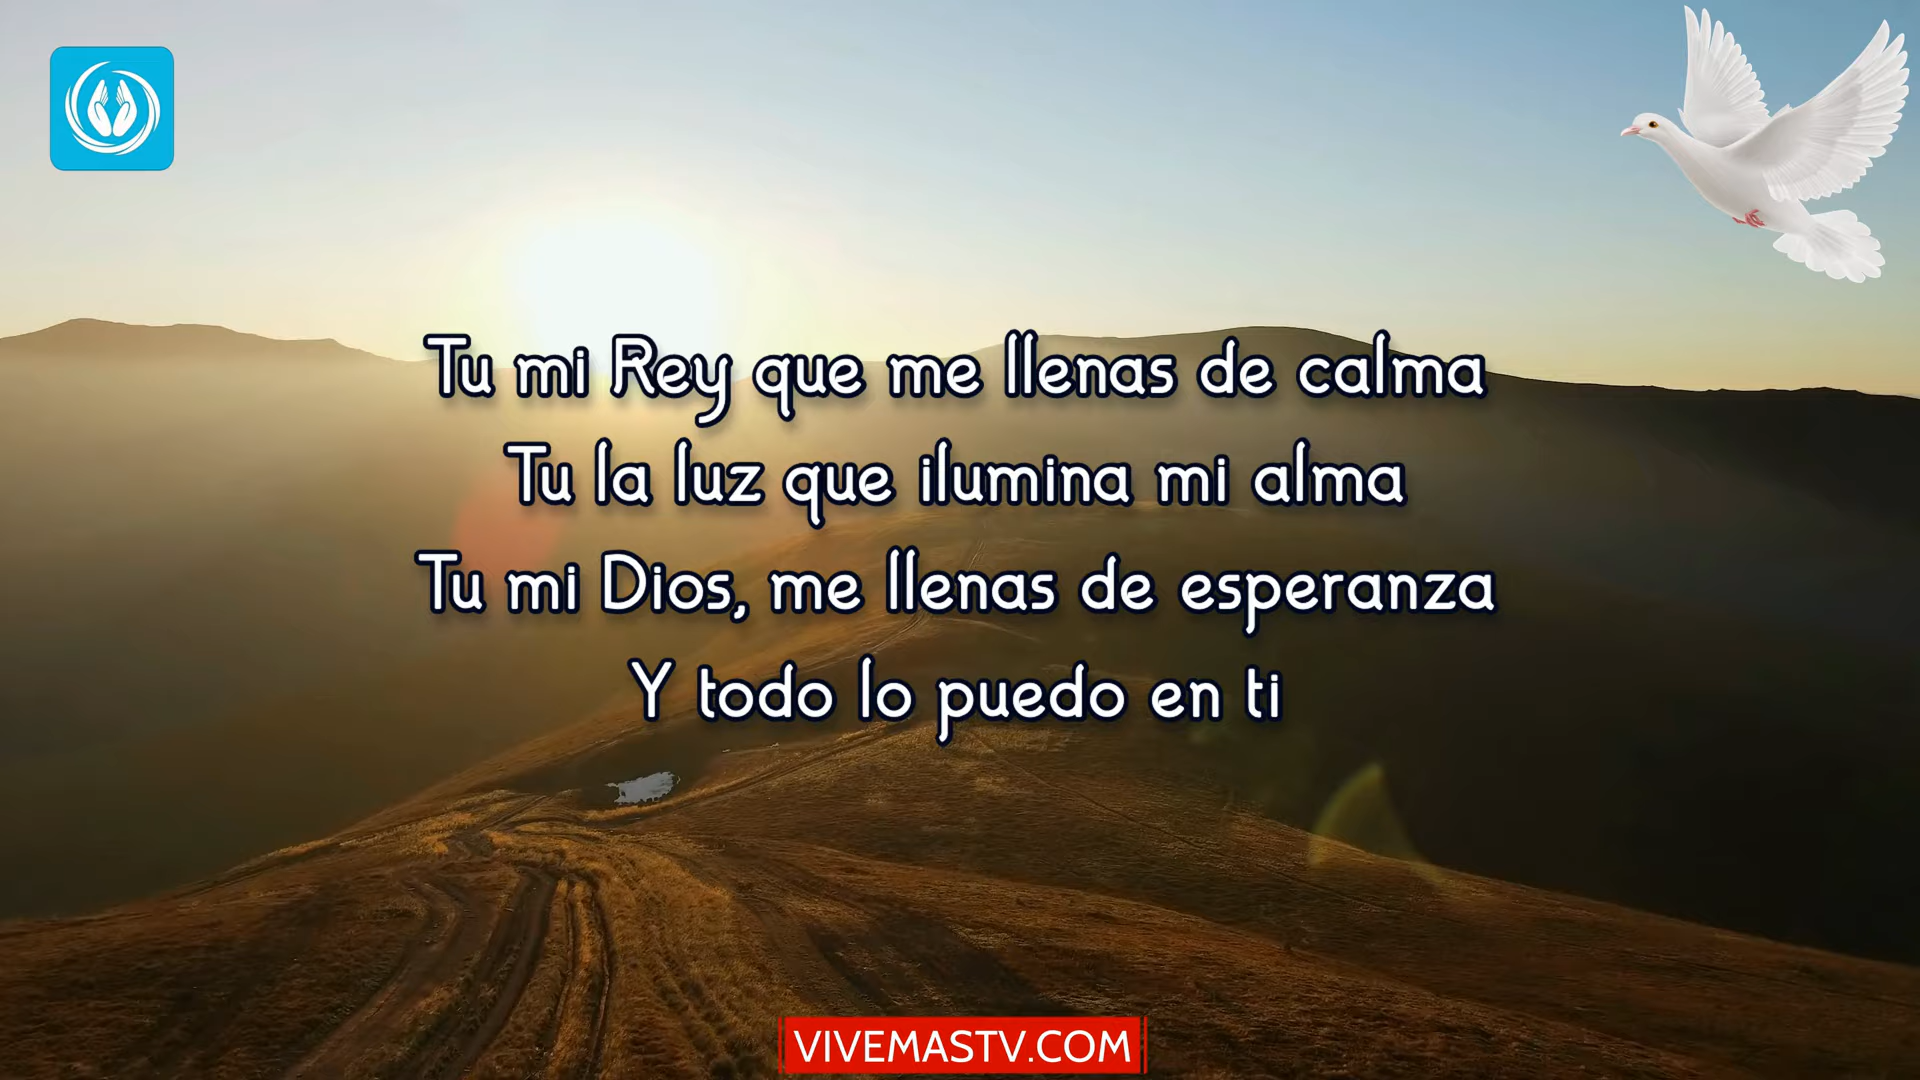 Tu mi Rey que me llenas de calma
Tu la luz que ilumina mi alma
Tu mi Dios, me llenas de esperanza
Y todo lo puedo en ti
VIVEMASTV.COM